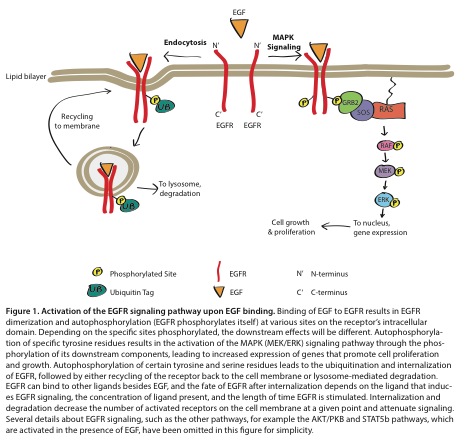 EGF
Endocytosis
N'
N'
MAPK
Signaling
Lipid bilayer
P
UB
P
P
GRB2
SOS
RAS
C'
C'
EGFR
EGFR
Recycling
to membrane
RAF
P
MEK
P
To lysosome,
degradation
P
UB
ERK
P
Cell growth
& proliferation
To nucleus,
gene expression
P
Phosphorylated Site
EGFR
N'
N-terminus
UB
Ubiquitin Tag
EGF
C'
C-terminus
Figure 1. Activation of the EGFR signaling pathway upon EGF binding. Binding of EGF to EGFR results in EGFR
dimerization and autophosphorylation (EGFR phosphorylates itself) at various sites on the receptor's intracellular
domain. Depending on the specific sites phosphorylated, the downstream effects will be different. Autophosphoryla-
tion of specific tyrosine residues results in the activation of the MAPK (MEK/ERK) signaling pathway through the phos-
phorylation of its downstream components, leading to increased expression of genes that promote cell proliferation
and growth. Autophosphorylation of certain tyrosine and serine residues leads to the ubiquitination and internalization
of EGFR, followed by either recycling of the receptor back to the cell membrane or lysosome-mediated degradation.
EGFR can bind to other ligands besides EGF, and the fate of EGFR after internalization depends on the ligand that induc-
es EGFR signaling, the concentration of ligand present, and the length of time EGFR is stimulated. Internalization and
degradation decrease the number of activated receptors on the cell membrane at a given point and attenuate signaling.
Several details about EGFR signaling, such as the other pathways, for example the AKT/PKB and STAT5b pathways, which
are activated in the presence of EGF, have been omitted in this figure for simplicity.